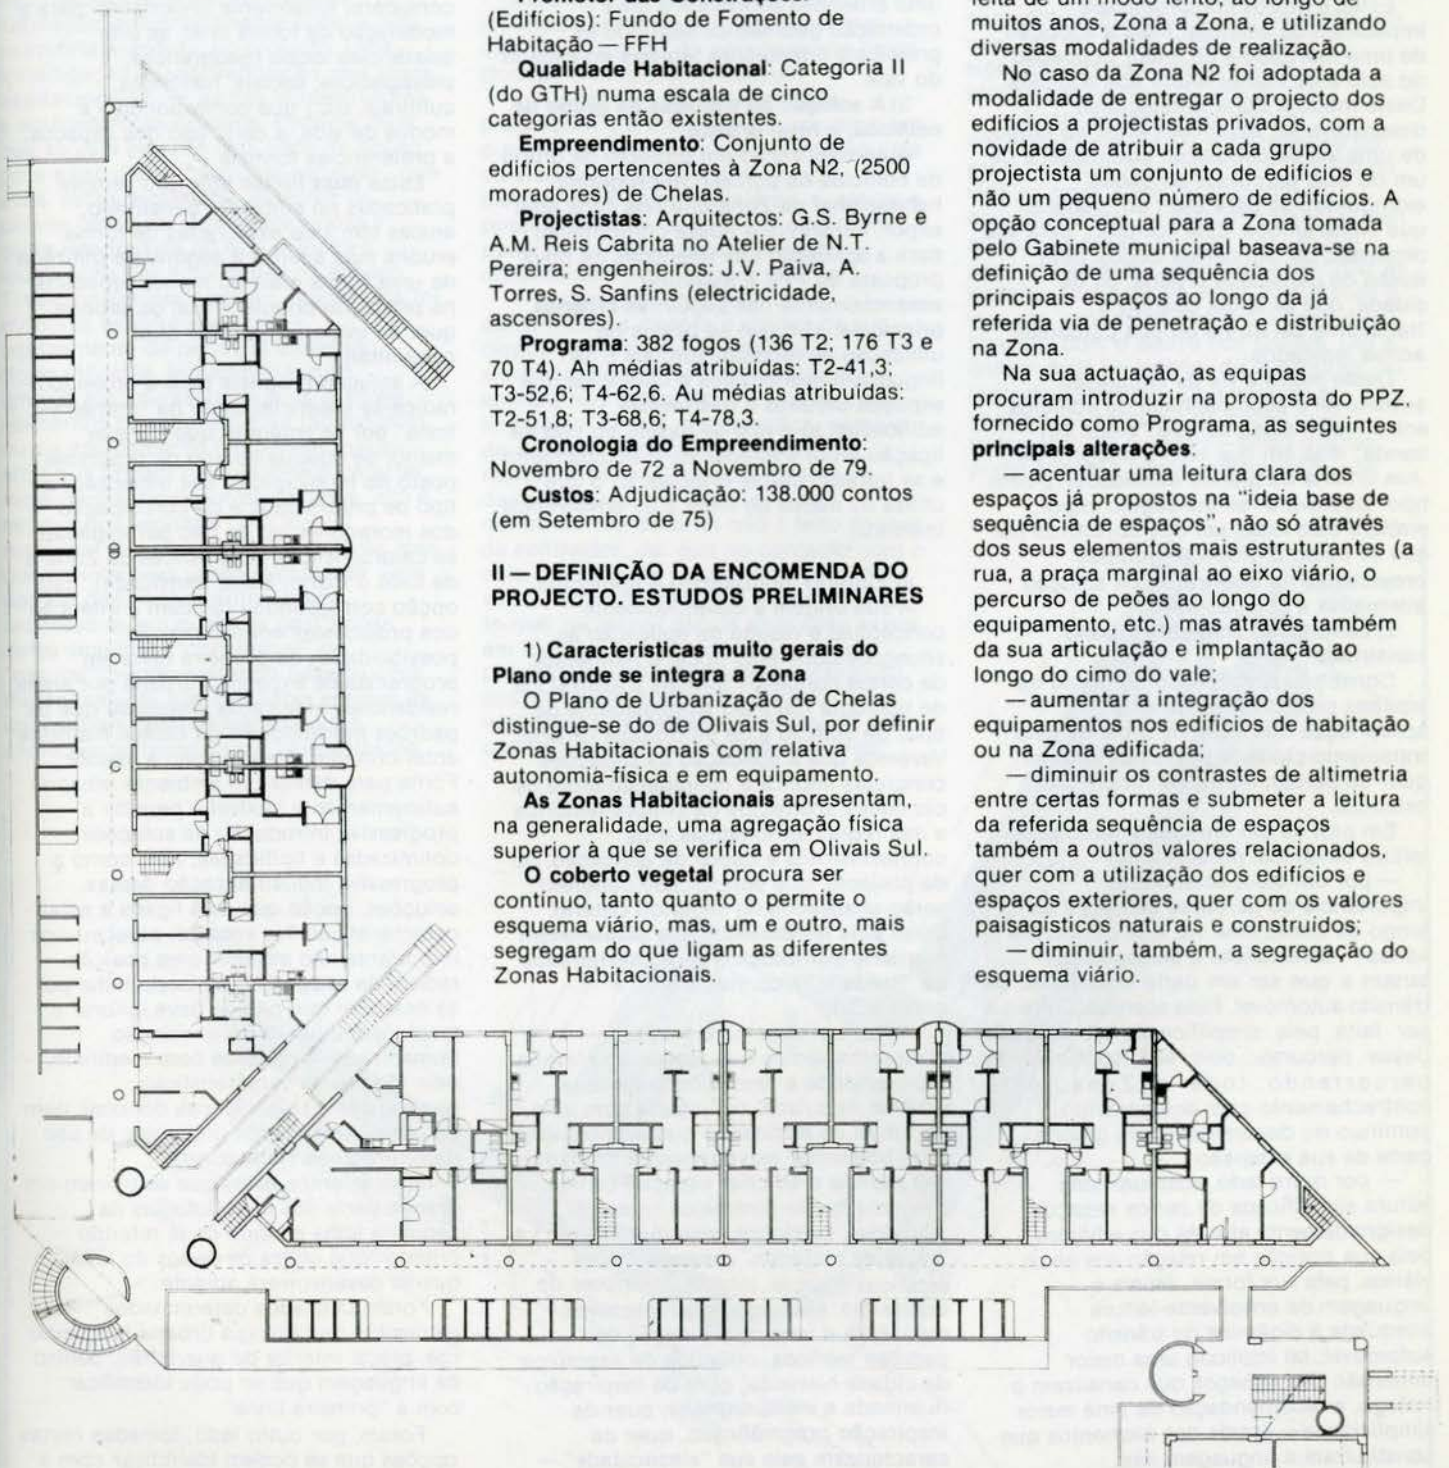 (Edifícios): Fundo de Fomento de
Habitação — FFH
Qualidade Habitacional: Categoria II
(do GTH) numa escala de cinco
categorias então existentes.
Empreendimento: Conjunto de
edifícios pertencentes à Zona N2, (2500
moradores) de Chelas.
Projectistas: Arquitectos: G.S. Byrne e
A.M. Reis Cabrita no Atelier de N.T.
Pereira; engenheiros: J.V. Paiva, A.
Torres, S. Sanfins (electricidade,
ascensores).
Programa: 382 fogos (136 T2; 176 T3 e
70 T4). Ah médias atribuídas: T2-41,3;
T3-52,6; T4-62,6. Au médias atribuídas:
T2-51,8; T3-68,6; T4-78,3.
Cronologia do Empreendimento:
Novembro de 72 a Novembro de 79.
Custos: Adjudicação: 138.000 contos
(em Setembro de 75)
II — DEFINIÇÃO DA ENCOMENDA DO
PROJECTO. ESTUDOS PRELIMINARES
1) Características muito gerais do
Plano onde se integra a Zona
O Plano de Urbanização de Chelas
distingue-se do de Olivais Sul, por definir
Zonas Habitacionais com relativa
autonomia-física e em equipamento.
As Zonas Habitacionais apresentam,
na generalidade, uma agregação física
superior à que se verifica em Olivais Sul.
O coberto vegetal procura ser
contínuo, tanto quanto o permite o
esquema viário, mas, um e outro, mais
segregam do que ligam as diferentes
Zonas Habitacionais.
muitos anos, Zona a Zona, e utilizando
diversas modalidades de realização.
No caso da Zona N2 foi adoptada a
modalidade de entregar o projecto dos
edifícios a projectistas privados, com a
novidade de atribuir a cada grupo
projectista um conjunto de edifícios e
não um pequeno número de edifícios. A
opção conceptual para a Zona tomada
pelo Gabinete municipal baseava-se na
definição de uma sequência dos
principais espaços ao longo da já
referida via de penetração e distribuição
na Zona.
Na sua actuação, as equipas
procuram introduzir na proposta do PPZ,
fornecido como Programa, as seguintes
principais alterações:
— acentuar uma leitura clara dos
espaços já propostos na "ideia base de
sequência de espaços", não só através
dos seus elementos mais estruturantes (a
rua, a praça marginal ao eixo viário, o
percurso de peões ao longo do
equipamento, etc.) mas através também
da sua articulação e implantação ao
longo do cimo do vale;
— aumentar a integração dos
equipamentos nos edifícios de habitação
ou na Zona edificada;
— diminuir os contrastes de altimetria
entre certas formas e submeter a leitura
da referida sequência de espaços
também a outros valores relacionados,
quer com a utilização dos edifícios e
espaços exteriores, quer com os valores
paisagísticos naturais e construídos;
— diminuir, também, a segregação do
esquema viário.